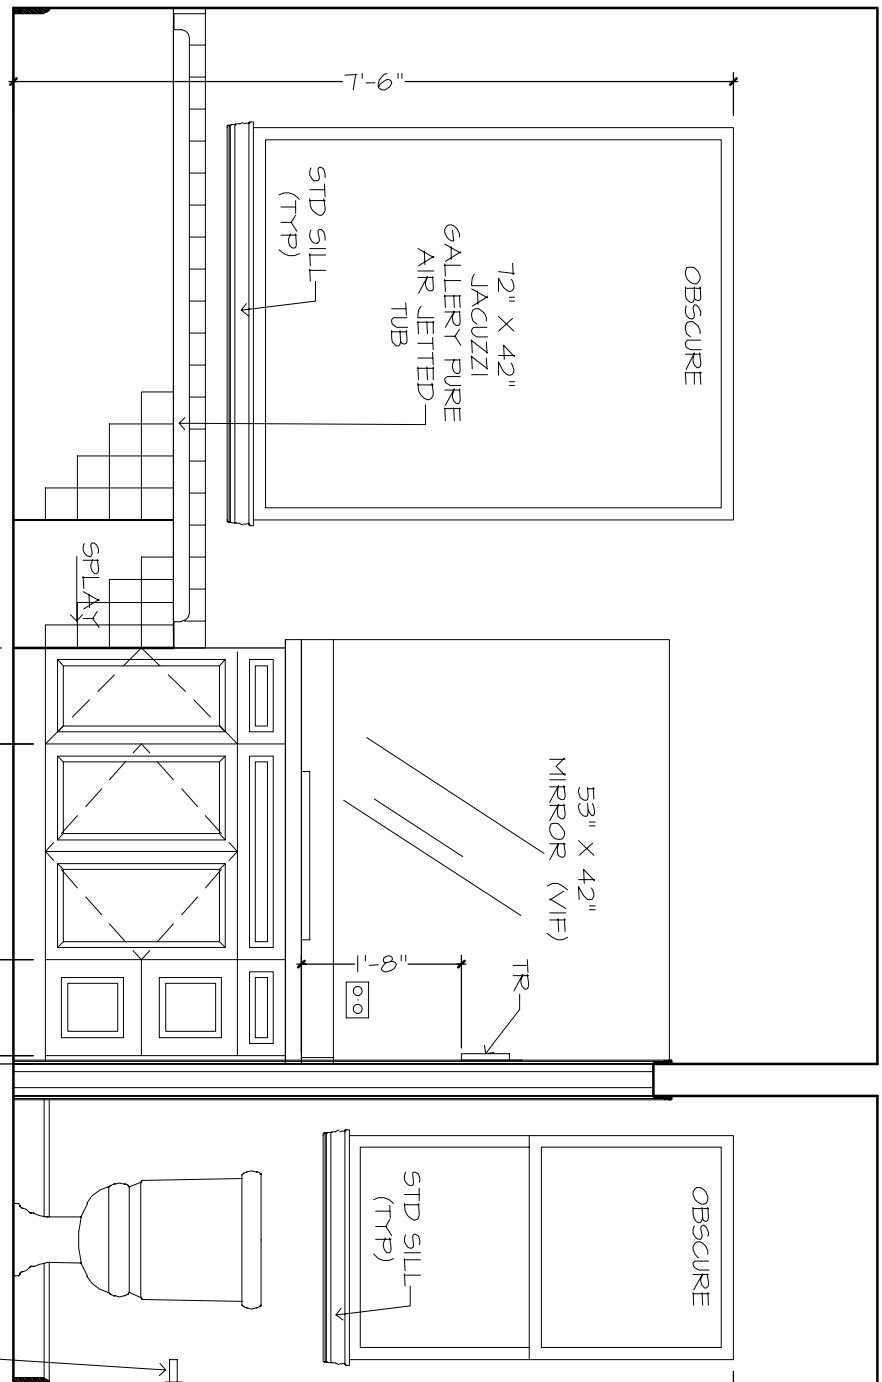 7'-6"
OBSCURE
72" X 42"
JACUZZI
GALLERY PURE
AIR JETTED
TUB
STD SILL
(TYP)
SPLAY
53" X 42"
MIRROR (VIF)
TR
1'-8"
OBSCURE
STD SILL
(TYP)